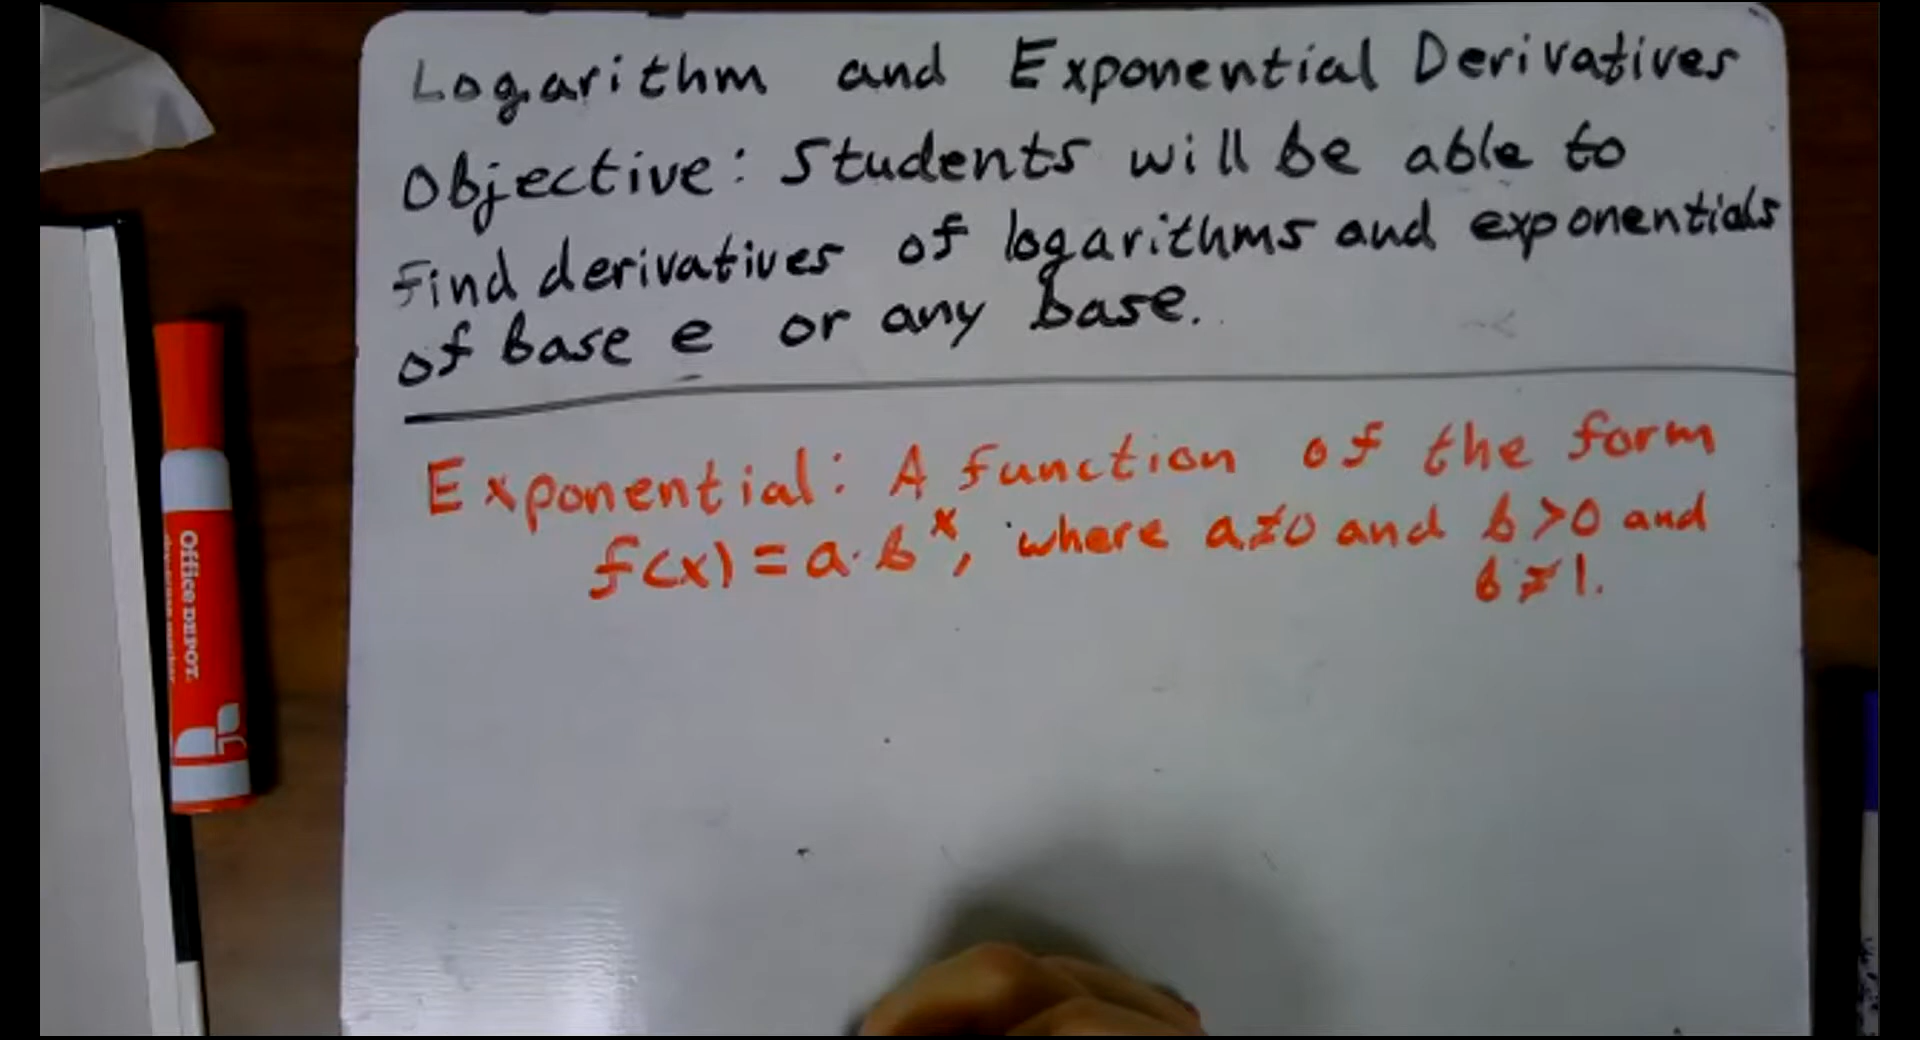 Logarithm and Exponential Derivatives
Objective: Students will be able to
find derivatives of logarithms and exponentials
of base e or any base.
Exponential: A function of the form
f(x) = a·b^x, where a≠0 and b>0 and
b≠1.
Office DEPOT